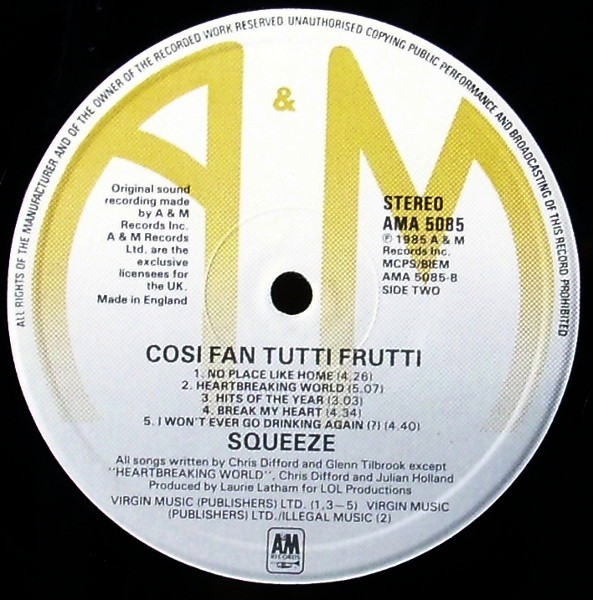 ALL RIGHTS OF THE MANUFACTURER AND OF THE OWNER OF THE RECORDED WORK RESERVED UNAUTHORISED COPYING PUBLIC PERFORMANCE AND BROADCASTING OF THIS RECORD PROHIBITED
A & M
Original sound
recording made
by A & M
Records Inc.
A & M Records
Ltd. are the
exclusive
licensees for
the UK.
Made in England
STEREO
AMA 5085
℗ 1985 A & M
Records Inc.
MCPS/BIEM
AMA 5085-B
SIDE TWO
COSI FAN TUTTI FRUTTI
1. NO PLACE LIKE HOME (4.26)
2. HEARTBREAKING WORLD (5.07)
3. HITS OF THE YEAR (3.03)
4. BREAK MY HEART (4.34)
5. I WON'T EVER GO DRINKING AGAIN (?) (4.40)
SQUEEZE
All songs written by Chris Difford and Glenn Tilbrook except
"HEARTBREAKING WORLD", Chris Difford and Julian Holland
Produced by Laurie Latham for LOL Productions
VIRGIN MUSIC (PUBLISHERS) LTD. (1,3–5) VIRGIN MUSIC
(PUBLISHERS) LTD./ILLEGAL MUSIC (2)
AM
RECORDS